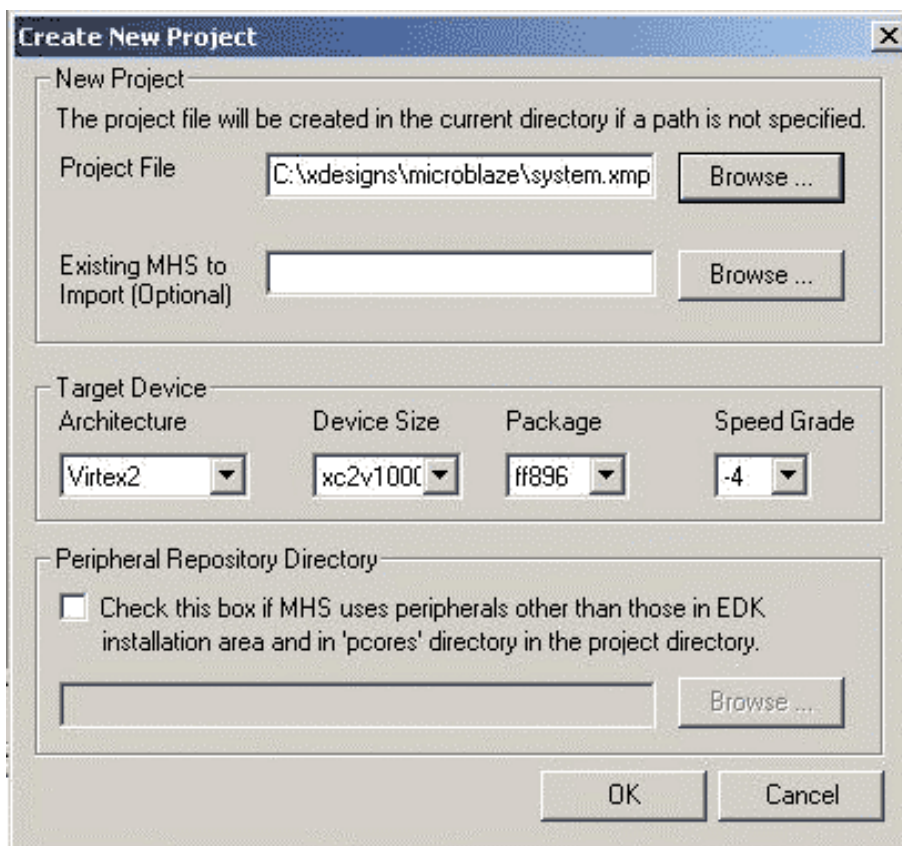 Create New Project
New Project
The project file will be created in the current directory if a path is not specified.
Project File
C:\xdesigns\microblaze\system.xmp
Browse ...
Existing MHS to
Import (Optional)
Browse ...
Target Device
Architecture
Device Size
Package
Speed Grade
Virtex2
xc2v1000
ff896
-4
Peripheral Repository Directory
Check this box if MHS uses peripherals other than those in EDK
installation area and in 'pcores' directory in the project directory.
Browse ...
OK
Cancel